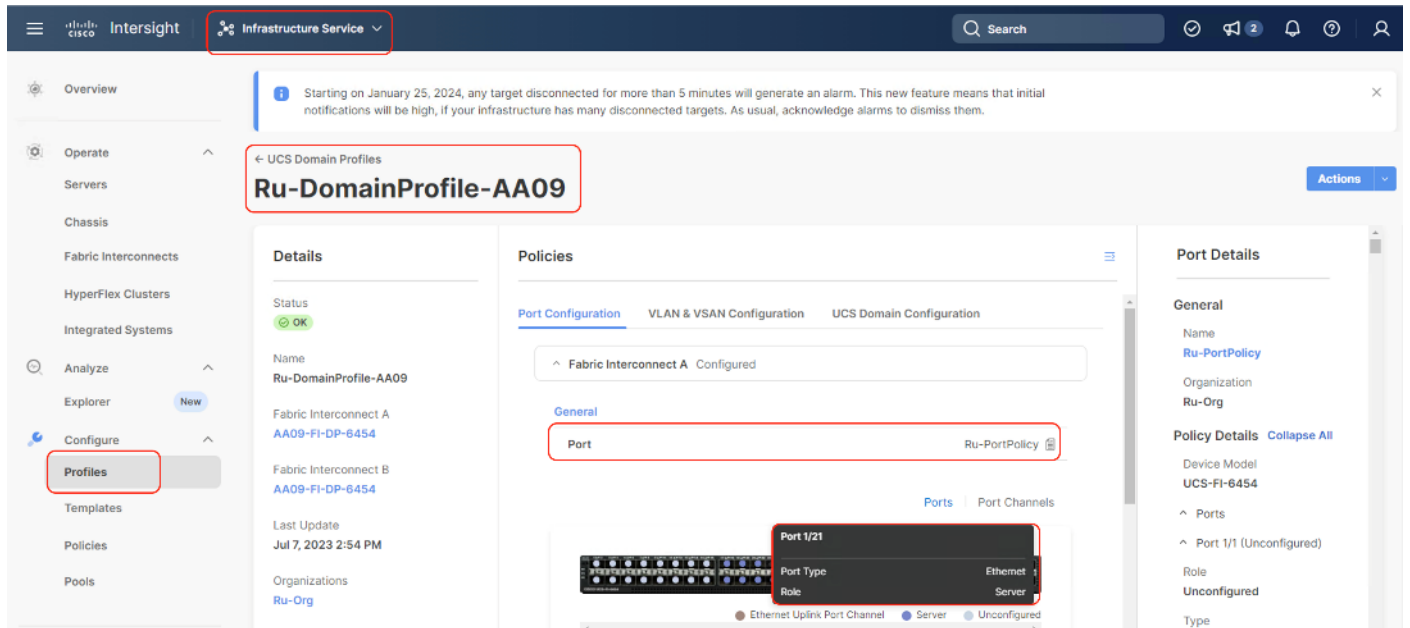 cisco Intersight
Infrastructure Service
Search
2
Overview
Operate
Servers
Chassis
Fabric Interconnects
HyperFlex Clusters
Integrated Systems
Analyze
Explorer New
Configure
Profiles
Templates
Policies
Pools
Starting on January 25, 2024, any target disconnected for more than 5 minutes will generate an alarm. This new feature means that initial
notifications will be high, if your infrastructure has many disconnected targets. As usual, acknowledge alarms to dismiss them.
← UCS Domain Profiles
Ru-DomainProfile-AA09
Actions
Details
Status
OK
Name
Ru-DomainProfile-AA09
Fabric Interconnect A
AA09-FI-DP-6454
Fabric Interconnect B
AA09-FI-DP-6454
Last Update
Jul 7, 2023 2:54 PM
Organizations
Ru-Org
Policies
Port Configuration VLAN & VSAN Configuration UCS Domain Configuration
Fabric Interconnect A Configured
General
Port Ru-PortPolicy
Ports Port Channels
Port 1/21
Port Type Ethernet
Role Server
Ethernet Uplink Port Channel Server Unconfigured
Port Details
General
Name
Ru-PortPolicy
Organization
Ru-Org
Policy Details Collapse All
Device Model
UCS-FI-6454
Ports
Port 1/1 (Unconfigured)
Role
Unconfigured
Type